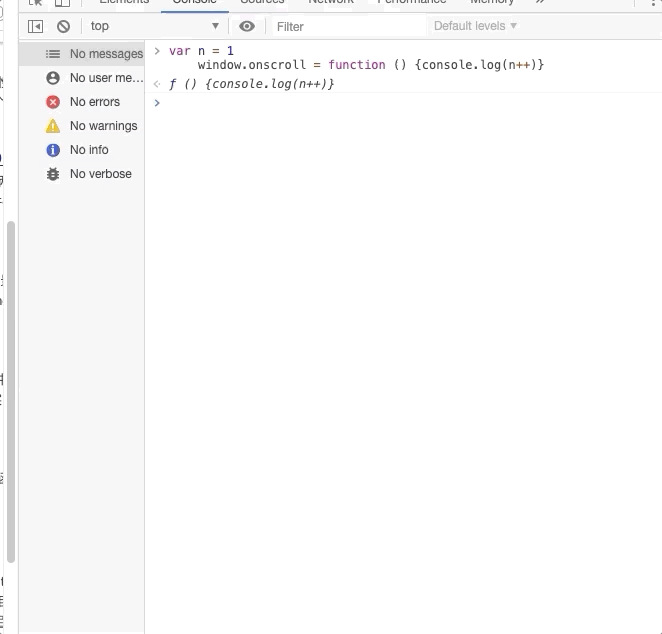 Elements Console Sources Network Performance Memory »
top ▼ Filter Default levels ▼
No messages
No user me...
No errors
No warnings
No info
No verbose
> var n = 1
window.onscroll = function () {console.log(n++)}
< ƒ () {console.log(n++)}
>